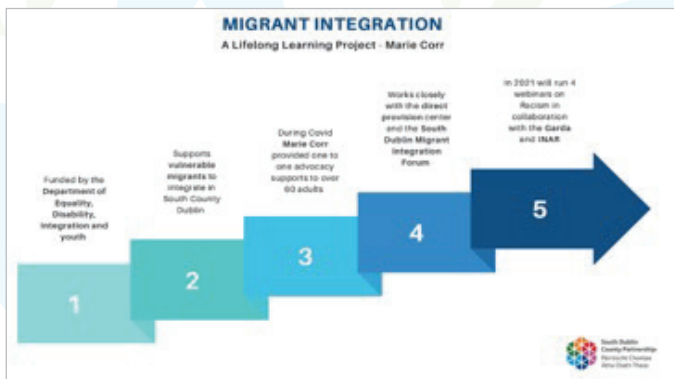 MIGRANT INTEGRATION
A Lifelong Learning Project - Marie Corr
Funded by the
Department of
Equality,
Disability,
Integration and
youth
1
Supports
vulnerable
migrants to
integrate in
South County
Dublin
2
During Covid
Marie Corr
provided one to
one advocacy
supports to over
60 adults
3
Works closely
with the direct
provision center
and the South
Dublin Migrant
Integration
Forum
4
In 2021 will run 4
webinars on
Racism in
collaboration
with the Garda
and INAR
5
South Dublin
County Partnership